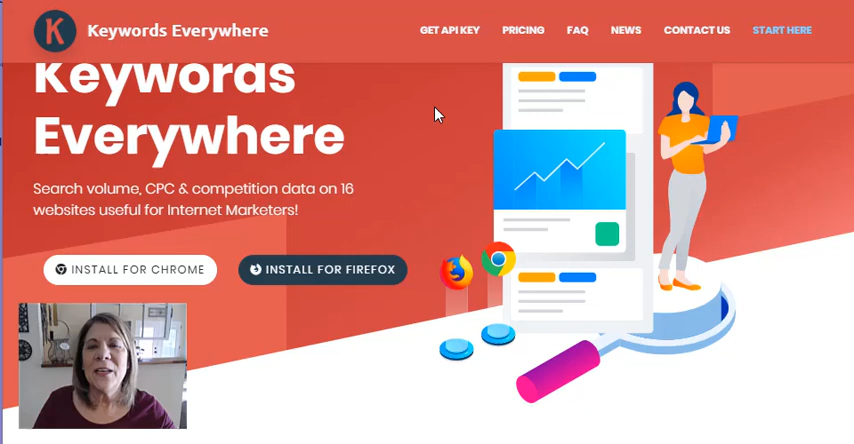 K Keywords Everywhere
GET API KEY PRICING FAQ NEWS CONTACT US START HERE
Keywords
Everywhere
Search volume, CPC & competition data on 16
websites useful for Internet Marketers!
INSTALL FOR CHROME INSTALL FOR FIREFOX